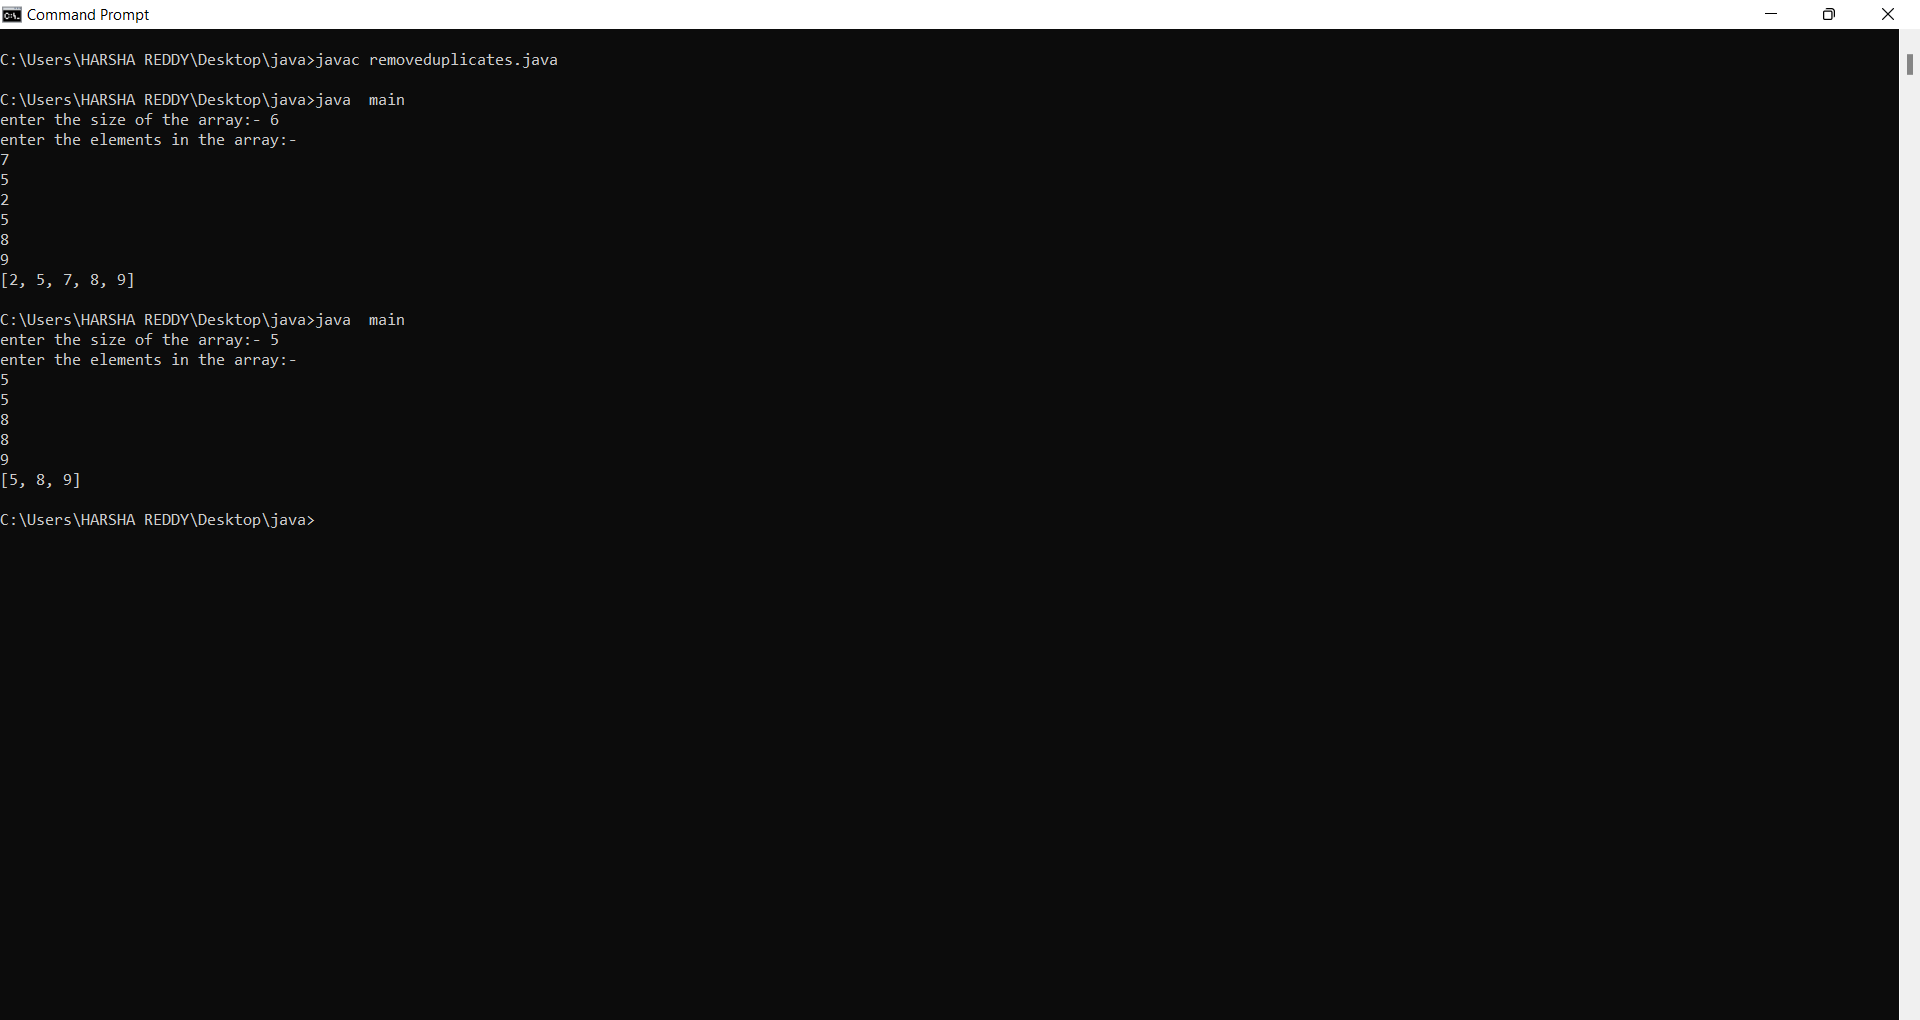 Command Prompt
C:\Users\HARSHA REDDY\Desktop\java>javac removeduplicates.java
C:\Users\HARSHA REDDY\Desktop\java>java  main
enter the size of the array:- 6
enter the elements in the array:-
7
5
2
5
8
9
[2, 5, 7, 8, 9]
C:\Users\HARSHA REDDY\Desktop\java>java  main
enter the size of the array:- 5
enter the elements in the array:-
5
5
8
8
9
[5, 8, 9]
C:\Users\HARSHA REDDY\Desktop\java>